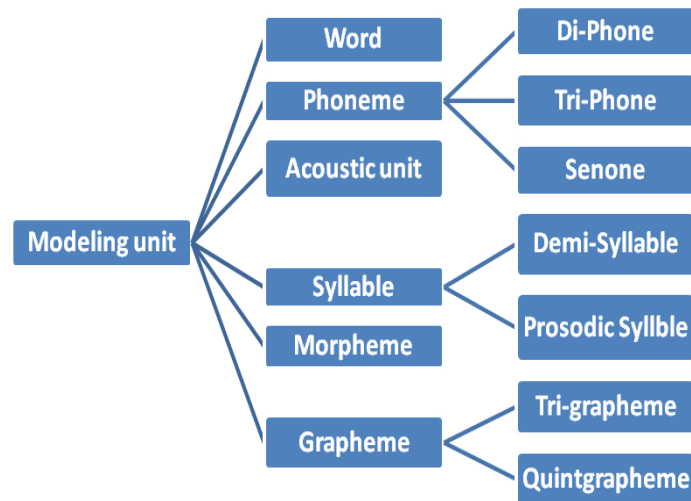 Modeling unit
Word
Phoneme
Acoustic unit
Syllable
Morpheme
Grapheme
Di-Phone
Tri-Phone
Senone
Demi-Syllable
Prosodic Syllble
Tri-grapheme
Quintgrapheme